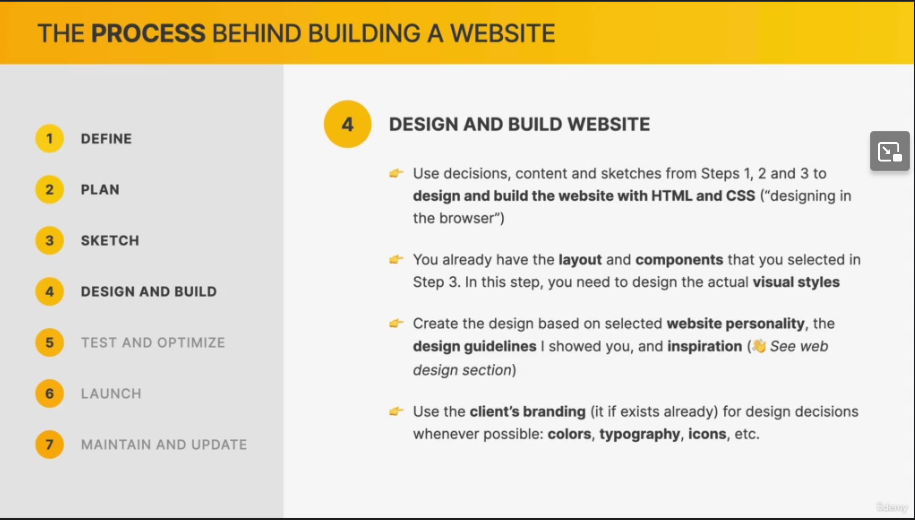 THE PROCESS BEHIND BUILDING A WEBSITE
1 DEFINE
2 PLAN
3 SKETCH
4 DESIGN AND BUILD
5 TEST AND OPTIMIZE
6 LAUNCH
7 MAINTAIN AND UPDATE
4 DESIGN AND BUILD WEBSITE
Use decisions, content and sketches from Steps 1, 2 and 3 to
design and build the website with HTML and CSS (“designing in
the browser”)
You already have the layout and components that you selected in
Step 3. In this step, you need to design the actual visual styles
Create the design based on selected website personality, the
design guidelines I showed you, and inspiration (👋 See web
design section)
Use the client’s branding (it if exists already) for design decisions
whenever possible: colors, typography, icons, etc.
ûdemy